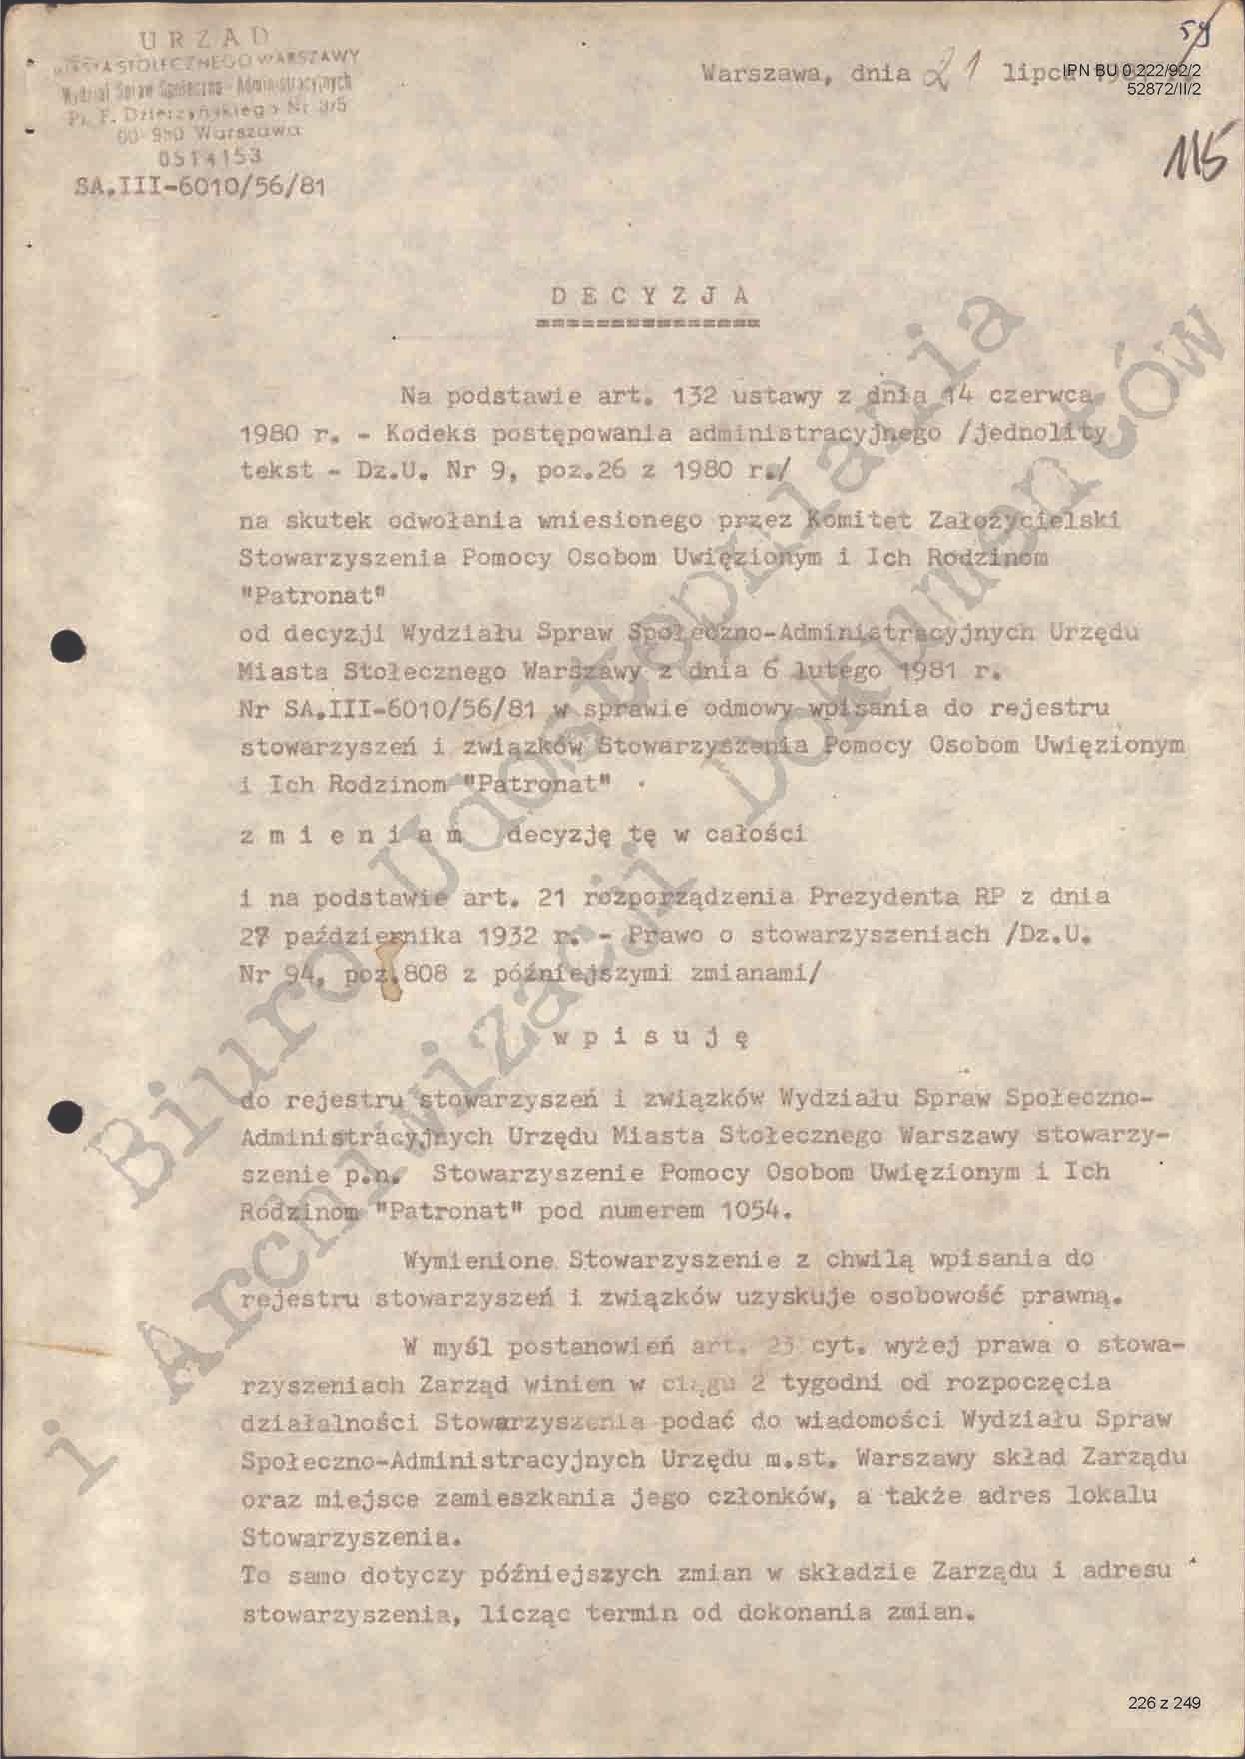 URZĄD
MIASTA STOŁECZNEGO WARSZAWY
Wydział Spraw Społeczno-Administracyjnych
Pl. F. Dzierżyńskiego Nr 3/5
00-950 Warszawa
0514153
SA.III-6010/56/81
Warszawa, dnia 21 lipca
59
IPN BU 0 222/92/2
52872/II/2
115
D E C Y Z J A
===============
Na podstawie art. 132 ustawy z dnia 14 czerwca
1980 r. - Kodeks postępowania administracyjnego /jednolity
tekst - Dz.U. Nr 9, poz.26 z 1980 r./
na skutek odwołania wniesionego przez Komitet Założycielski
Stowarzyszenia Pomocy Osobom Uwięzionym i Ich Rodzinom
"Patronat"
od decyzji Wydziału Spraw Społeczno-Administracyjnych Urzędu
Miasta Stołecznego Warszawy z dnia 6 lutego 1981 r.
Nr SA.III-6010/56/81 w sprawie odmowy wpisania do rejestru
stowarzyszeń i związków Stowarzyszenia Pomocy Osobom Uwięzionym
i Ich Rodzinom "Patronat"
z m i e n i a m decyzję tę w całości
i na podstawie art. 21 rozporządzenia Prezydenta RP z dnia
27 października 1932 r. - Prawo o stowarzyszeniach /Dz.U.
Nr 94, poz.808 z późniejszymi zmianami/
w p i s u j ę
do rejestru stowarzyszeń i związków Wydziału Spraw Społeczno-
Administracyjnych Urzędu Miasta Stołecznego Warszawy stowarzy-
szenie p.n. Stowarzyszenie Pomocy Osobom Uwięzionym i Ich
Rodzinom "Patronat" pod numerem 1054.
Wymienione Stowarzyszenie z chwilą wpisania do
rejestru stowarzyszeń i związków uzyskuje osobowość prawną.
W myśl postanowień art. 23 cyt. wyżej prawa o stowa-
rzyszeniach Zarząd winien w ciągu 2 tygodni od rozpoczęcia
działalności Stowarzyszenia podać do wiadomości Wydziału Spraw
Społeczno-Administracyjnych Urzędu m.st. Warszawy skład Zarządu
oraz miejsce zamieszkania jego członków, a także adres lokalu
Stowarzyszenia.
To samo dotyczy późniejszych zmian w składzie Zarządu i adresu
stowarzyszenia, licząc termin od dokonania zmian.
Biuro Udostępniania
i Archiwizacji Dokumentów
226 z 249